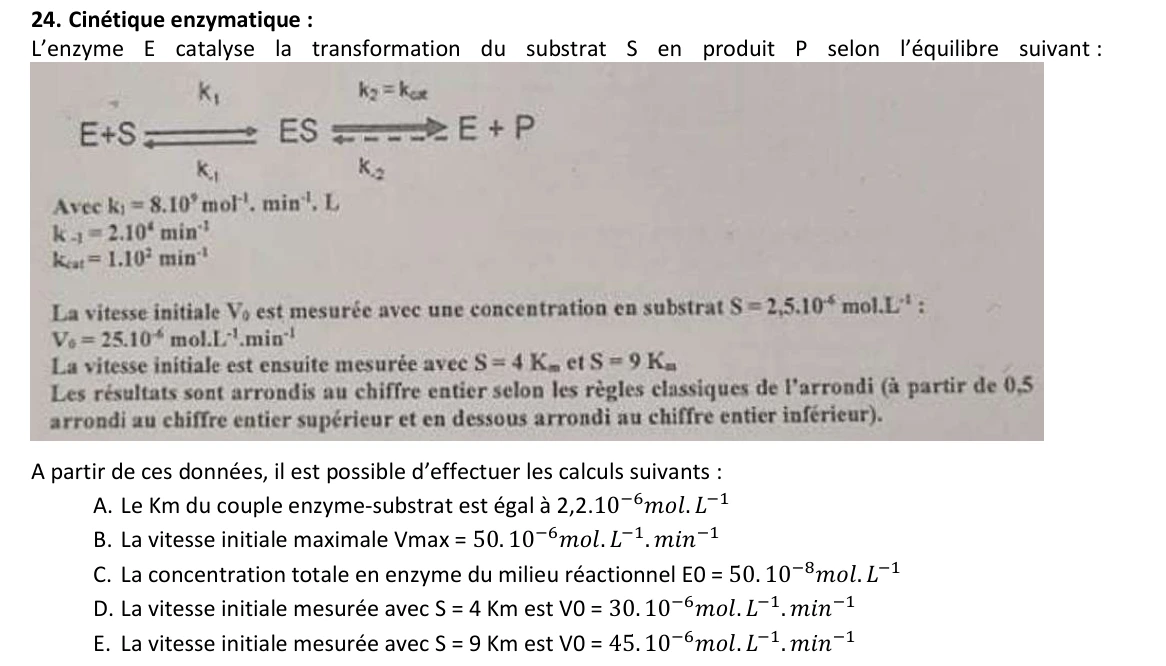 24. Cinétique enzymatique :
L'enzyme E catalyse la transformation du substrat S en produit P selon l'équilibre suivant :
k₁ k₂ = kcat
E+S ES E + P
k₋₁ k₋₂
Avec k₁ = 8.10⁹ mol⁻¹. min⁻¹. L
k₋₁ = 2.10⁴ min⁻¹
kcat = 1.10² min⁻¹
La vitesse initiale V₀ est mesurée avec une concentration en substrat S = 2,5.10⁻⁶ mol.L⁻¹ :
V₀ = 25.10⁻⁶ mol.L⁻¹.min⁻¹
La vitesse initiale est ensuite mesurée avec S = 4 Kₘ et S = 9 Kₘ
Les résultats sont arrondis au chiffre entier selon les règles classiques de l'arrondi (à partir de 0,5
arrondi au chiffre entier supérieur et en dessous arrondi au chiffre entier inférieur).
A partir de ces données, il est possible d'effectuer les calculs suivants :
A. Le Km du couple enzyme-substrat est égal à 2,2.10⁻⁶mol. L⁻¹
B. La vitesse initiale maximale Vmax = 50. 10⁻⁶mol. L⁻¹. min⁻¹
C. La concentration totale en enzyme du milieu réactionnel E0 = 50. 10⁻⁸mol. L⁻¹
D. La vitesse initiale mesurée avec S = 4 Km est V0 = 30. 10⁻⁶mol. L⁻¹. min⁻¹
E. La vitesse initiale mesurée avec S = 9 Km est V0 = 45. 10⁻⁶mol. L⁻¹. min⁻¹